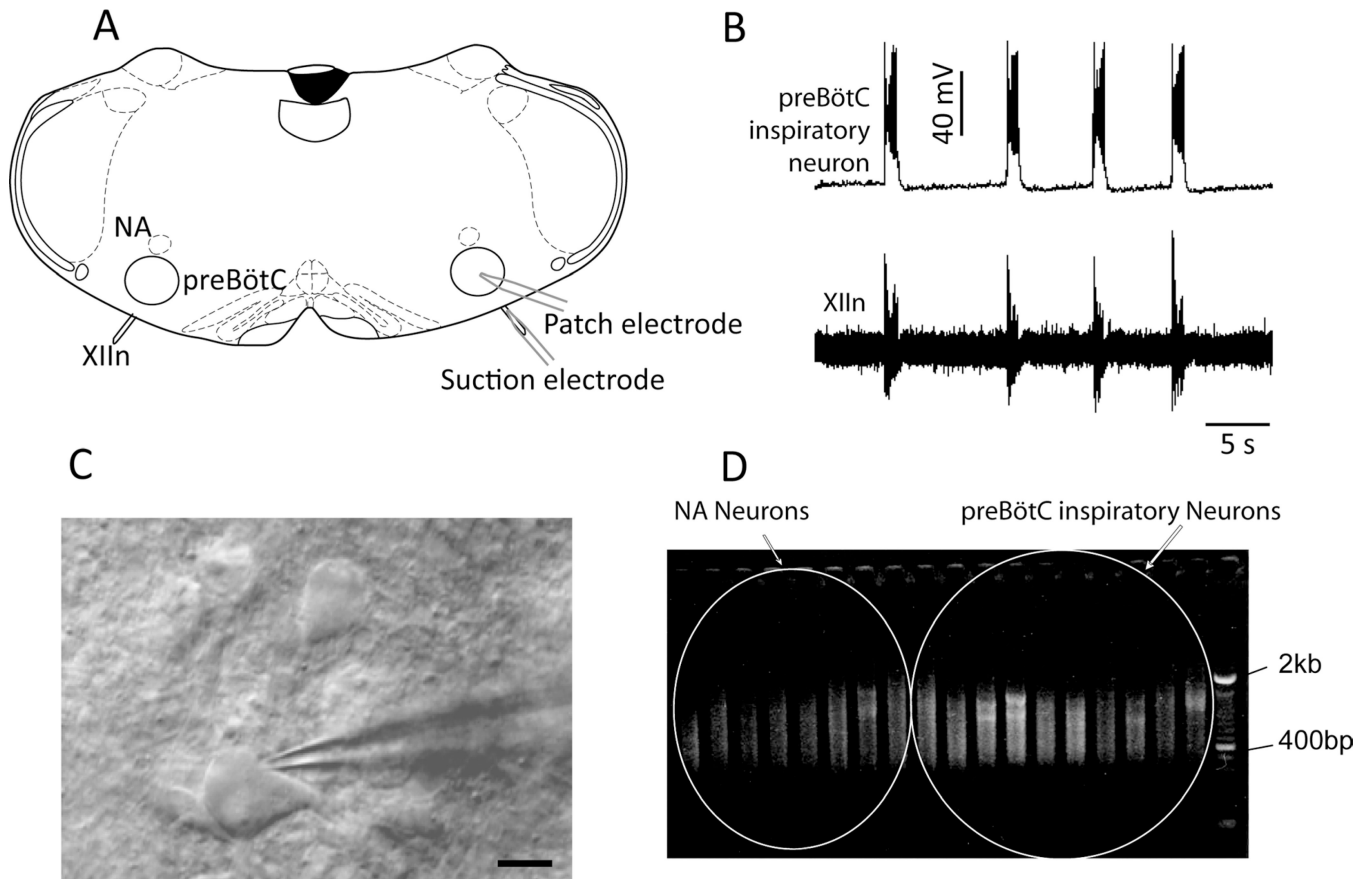 A
NA
preBötC
XIIn
Patch electrode
Suction electrode
B
preBötC
inspiratory
neuron
40 mV
XIIn
5 s
C
D
NA Neurons
preBötC inspiratory Neurons
2kb
400bp